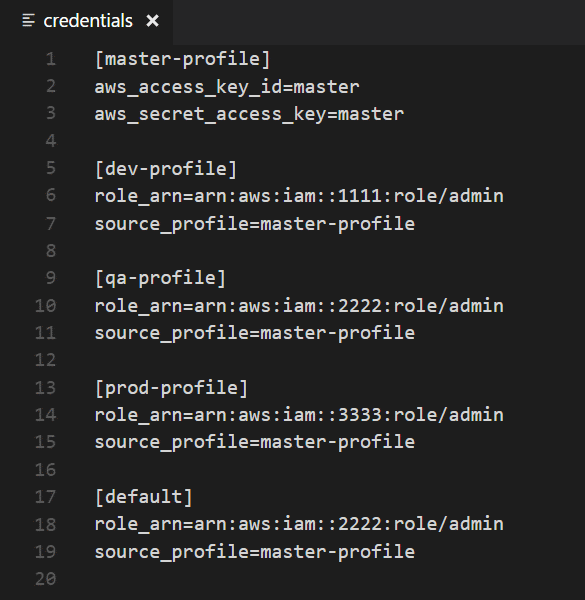 credentials
1 [master-profile]
2 aws_access_key_id=master
3 aws_secret_access_key=master
4
5 [dev-profile]
6 role_arn=arn:aws:iam::1111:role/admin
7 source_profile=master-profile
8
9 [qa-profile]
10 role_arn=arn:aws:iam::2222:role/admin
11 source_profile=master-profile
12
13 [prod-profile]
14 role_arn=arn:aws:iam::3333:role/admin
15 source_profile=master-profile
16
17 [default]
18 role_arn=arn:aws:iam::2222:role/admin
19 source_profile=master-profile
20